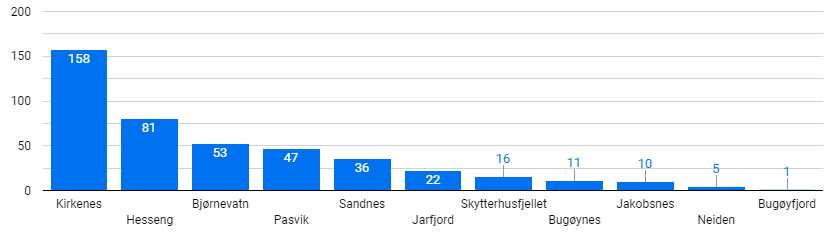 200
150
100
50
0
158
81
53
47
36
22
16
11
10
5
1
Kirkenes
Hesseng
Bjørnevatn
Pasvik
Sandnes
Jarfjord
Skytterhusfjellet
Bugøynes
Jakobsnes
Neiden
Bugøyfjord